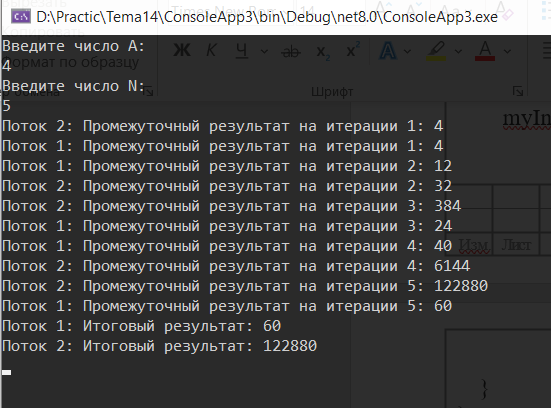 D:\Practic\Tema14\ConsoleApp3\bin\Debug\net8.0\ConsoleApp3.exe
Введите число A:
4
Введите число N:
5
Поток 2: Промежуточный результат на итерации 1: 4
Поток 1: Промежуточный результат на итерации 1: 4
Поток 1: Промежуточный результат на итерации 2: 12
Поток 2: Промежуточный результат на итерации 2: 32
Поток 2: Промежуточный результат на итерации 3: 384
Поток 1: Промежуточный результат на итерации 3: 24
Поток 1: Промежуточный результат на итерации 4: 40
Поток 2: Промежуточный результат на итерации 4: 6144
Поток 2: Промежуточный результат на итерации 5: 122880
Поток 1: Промежуточный результат на итерации 5: 60
Поток 1: Итоговый результат: 60
Поток 2: Итоговый результат: 122880
формат по образцу
Ж К Ч ab
А
Шрифт
myIn
Изм Лист
}